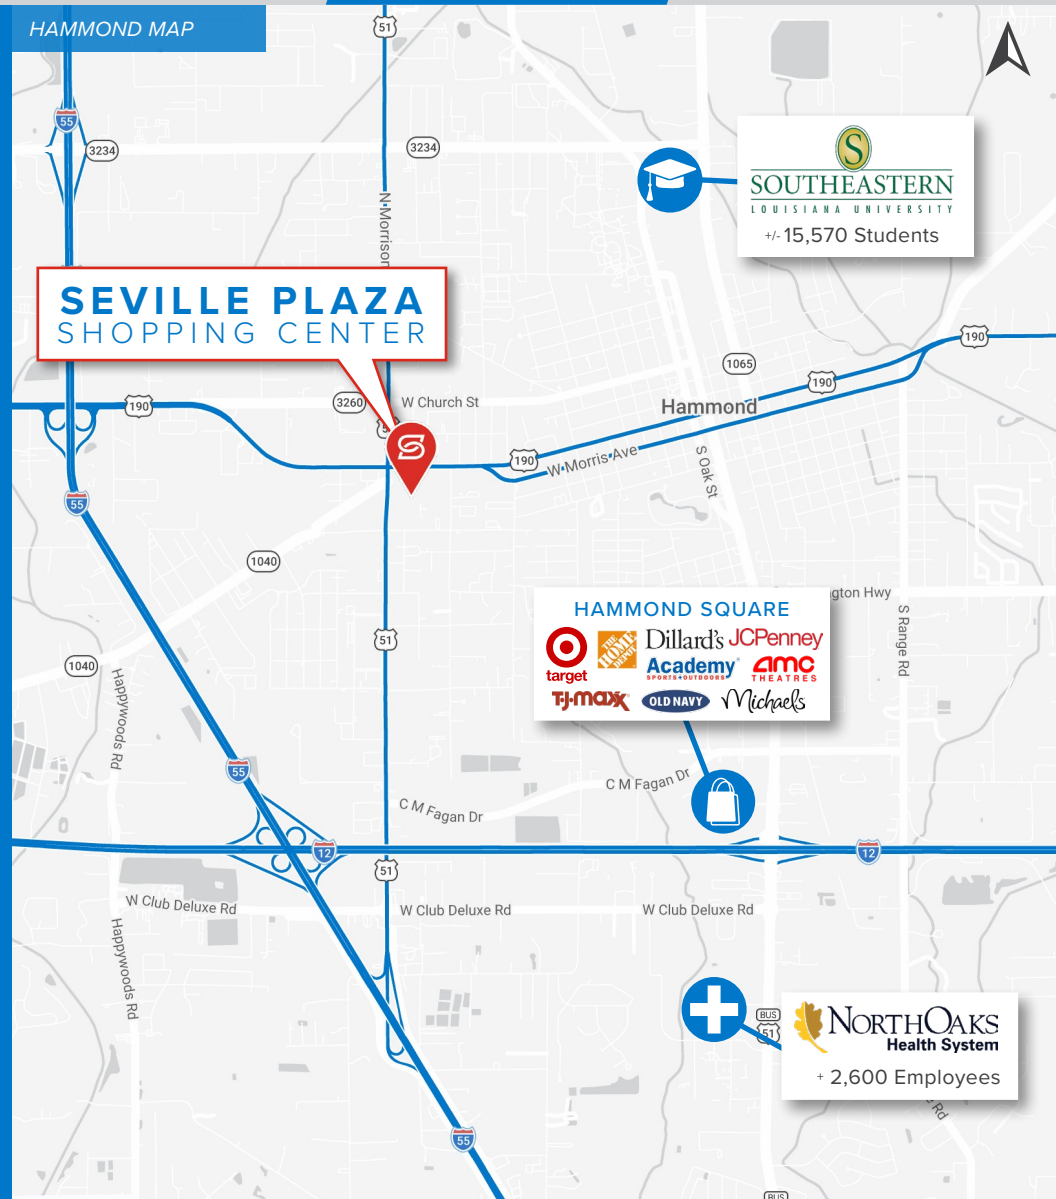 HAMMOND MAP
51
55
3234
3234
N Morrison
S
SOUTHEASTERN
LOUISIANA UNIVERSITY
+/- 15,570 Students
SEVILLE PLAZA
SHOPPING CENTER
190
1065
190
190
3260
W Church St
Hammond
S
190
W Morris Ave
S Oak St
55
1040
gton Hwy
HAMMOND SQUARE
target
THE HOME DEPOT
Dillard's
JCPenney
Academy
SPORTS+OUTDOORS
amc
THEATRES
T•J•maxx
OLD NAVY
Michaels
S Range Rd
51
1040
Happywoods Rd
55
C M Fagan Dr
C M Fagan Dr
12
12
51
W Club Deluxe Rd
W Club Deluxe Rd
W Club Deluxe Rd
Happywoods Rd
BUS
51
NORTHOAKS
Health System
+ 2,600 Employees
e Rd
55
BUS